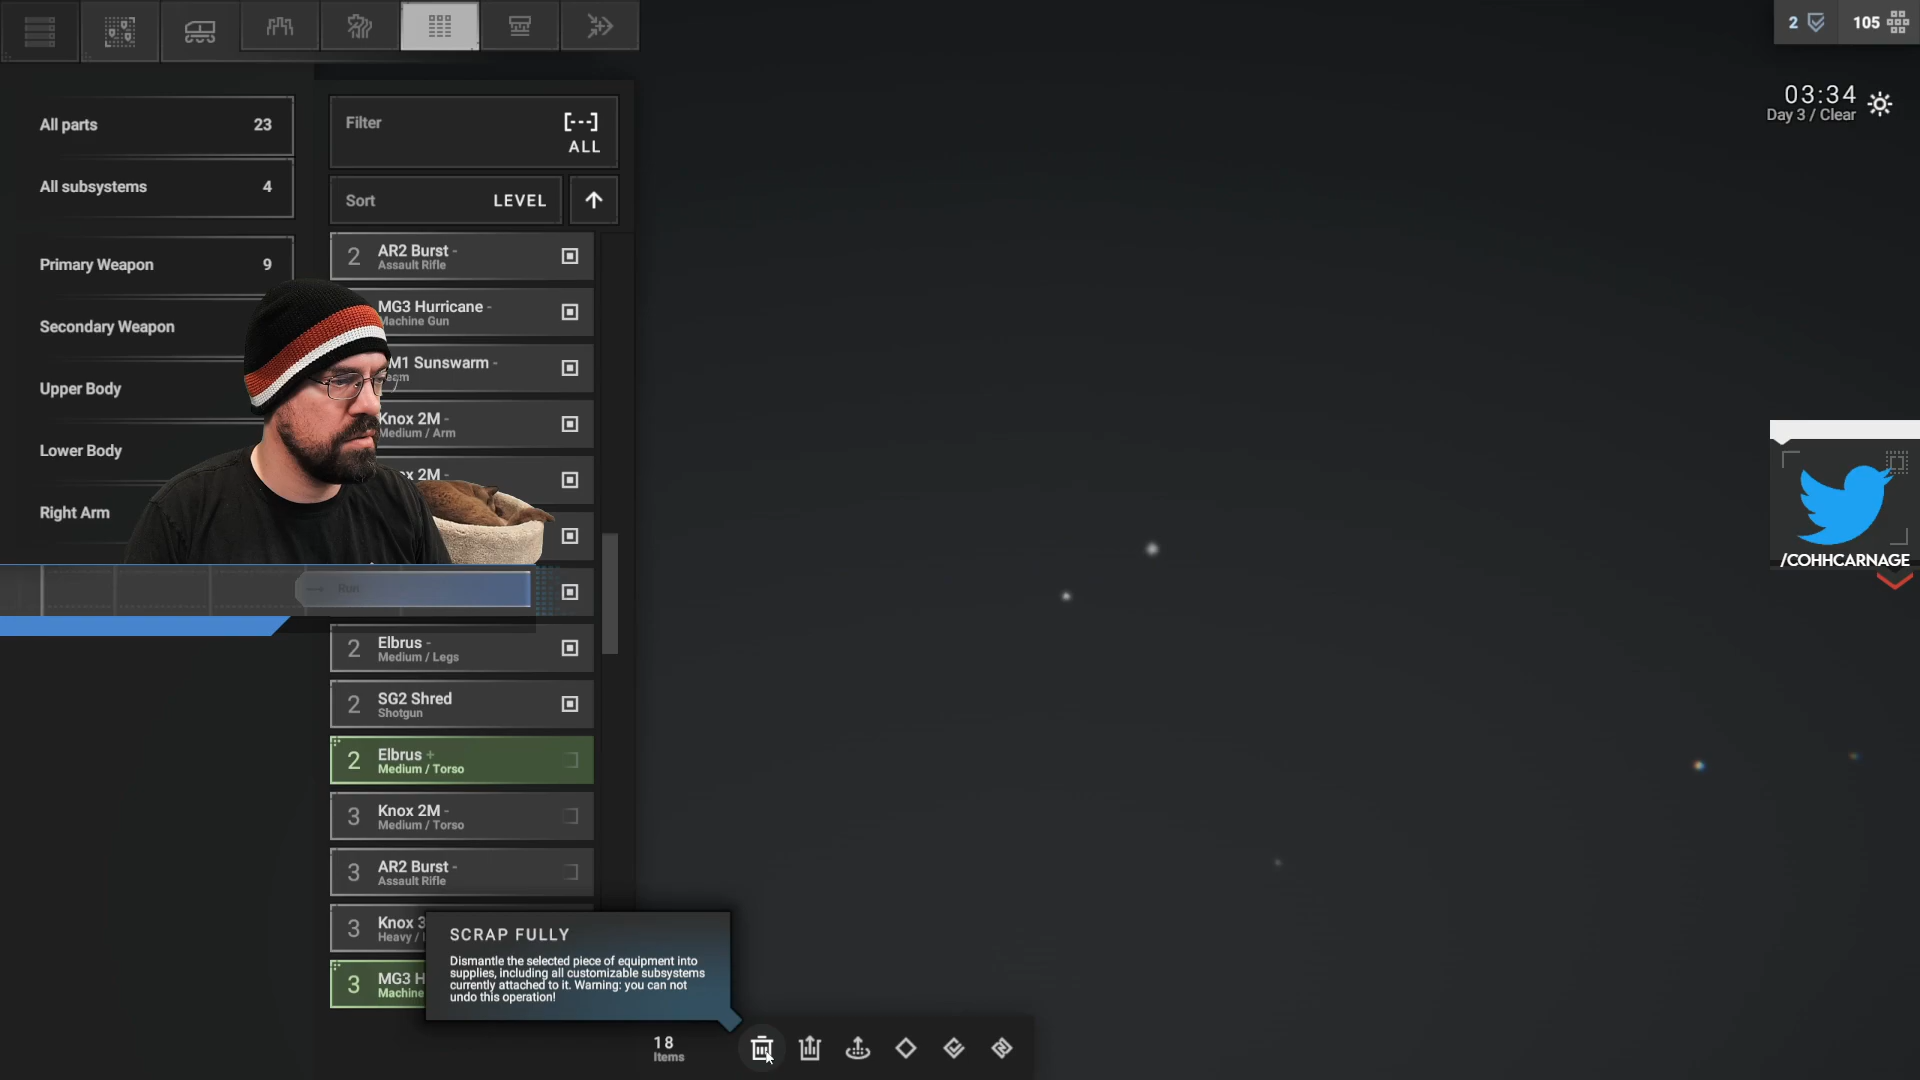 2
105
03:34
Day 3 / Clear
All parts 23
All subsystems 4
Primary Weapon 9
Secondary Weapon
Upper Body
Lower Body
Right Arm
Filter
[---]
ALL
Sort LEVEL
2 AR2 Burst -
Assault Rifle
MG3 Hurricane -
Machine Gun
M1 Sunswarm -
Knox 2M -
Medium / Arm
2M -
Run
2 Elbrus -
Medium / Legs
2 SG2 Shred
Shotgun
2 Elbrus +
Medium / Torso
3 Knox 2M -
Medium / Torso
3 AR2 Burst -
Assault Rifle
3 Knox 3
Heavy /
3 MG3 H
Machine
SCRAP FULLY
Dismantle the selected piece of equipment into
supplies, including all customizable subsystems
currently attached to it. Warning: you can not
undo this operation!
18
Items
/COHHCARNAGE